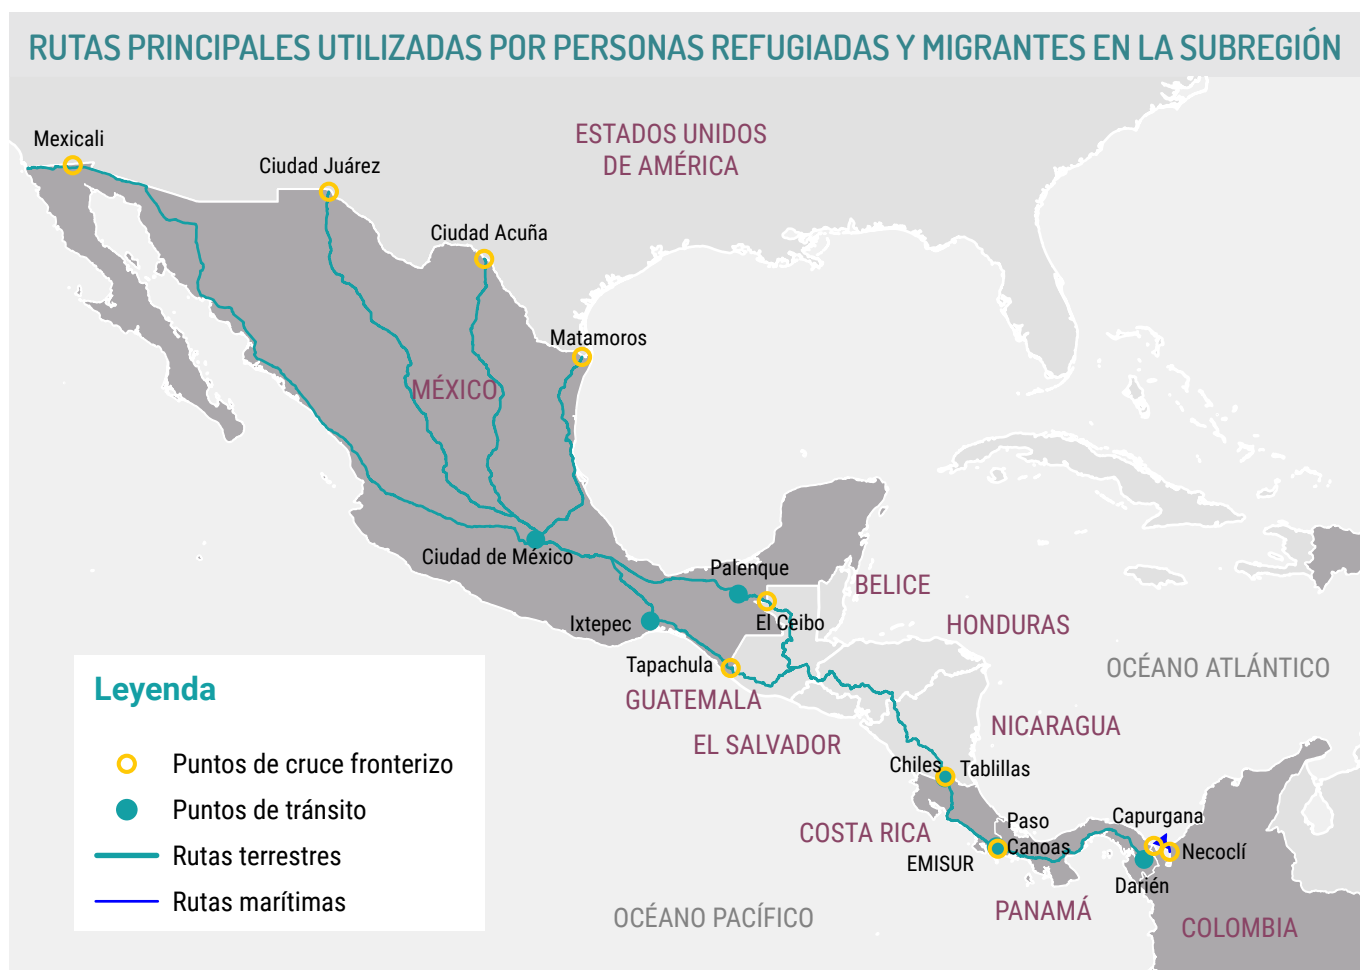 RUTAS PRINCIPALES UTILIZADAS POR PERSONAS REFUGIADAS Y MIGRANTES EN LA SUBREGIÓN
Mexicali
ESTADOS UNIDOS
DE AMÉRICA
Ciudad Juárez
Ciudad Acuña
Matamoros
MÉXICO
Ciudad de México
Palenque
BELICE
Ixtepec
El Ceibo
HONDURAS
Tapachula
OCÉANO ATLÁNTICO
GUATEMALA
NICARAGUA
EL SALVADOR
Chiles
Tablillas
Paso
Canoas
Capurgana
COSTA RICA
Necoclí
EMISUR
Darién
PANAMÁ
OCÉANO PACÍFICO
COLOMBIA
Leyenda
Puntos de cruce fronterizo
Puntos de tránsito
Rutas terrestres
Rutas marítimas